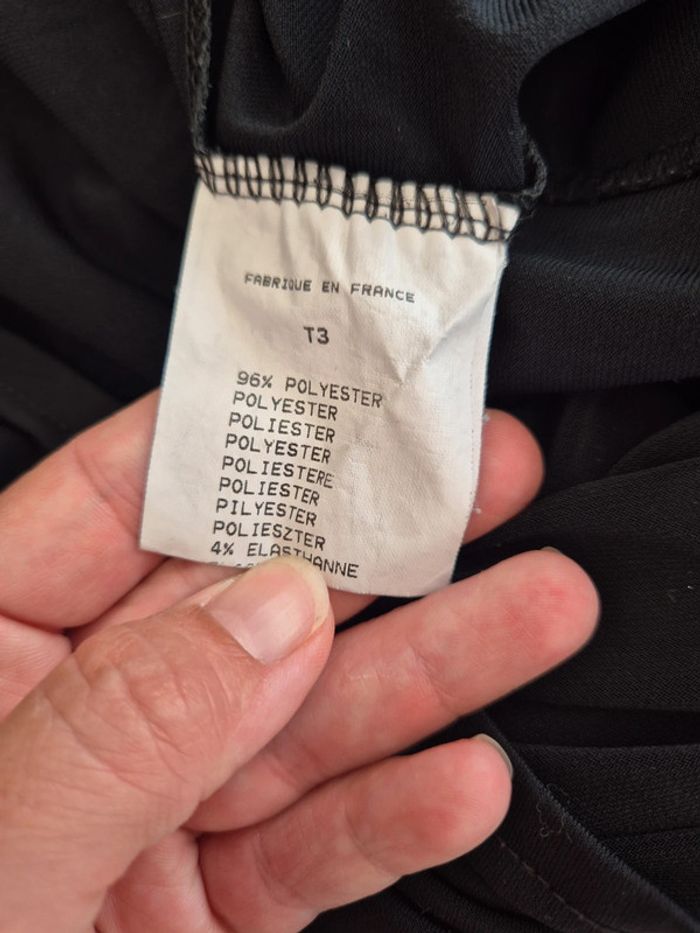 FABRIQUE EN FRANCE
T3
96% POLYESTER
POLYESTER
POLIESTER
POLYESTER
POLIESTERE
POLIESTER
PILYESTER
POLIESZTER
4% ELASTHANNE